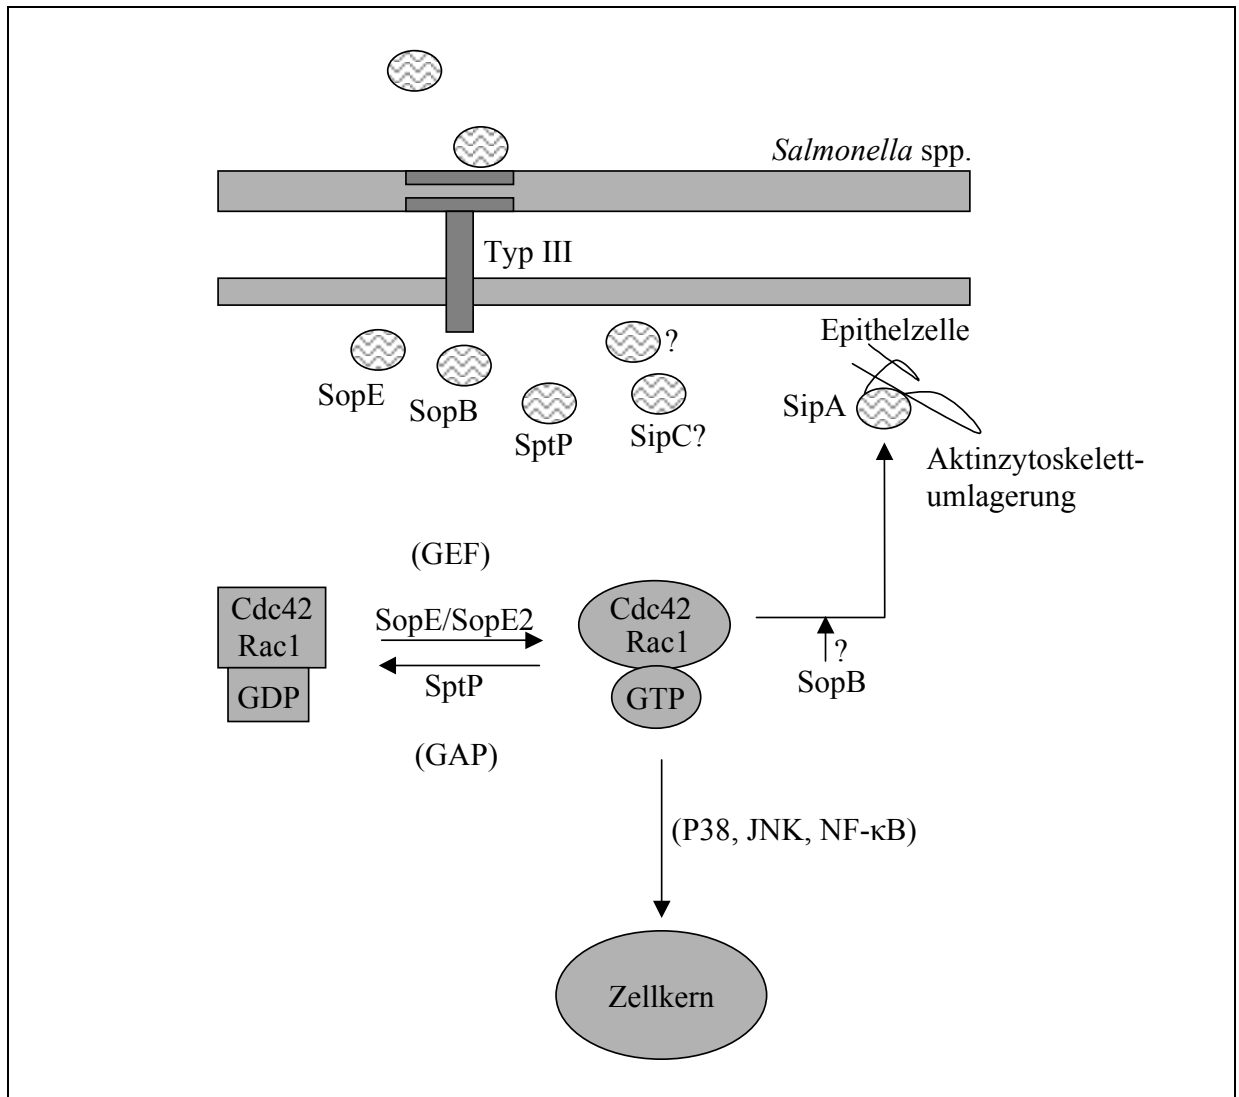 Salmonella spp.
Typ III
Epithelzelle
?
SopE
SopB
SptP
SipC?
SipA
Aktinzytoskelett-
umlagerung
(GEF)
Cdc42
Rac1
GDP
SopE/SopE2
SptP
(GAP)
Cdc42
Rac1
GTP
?
SopB
(P38, JNK, NF-κB)
Zellkern